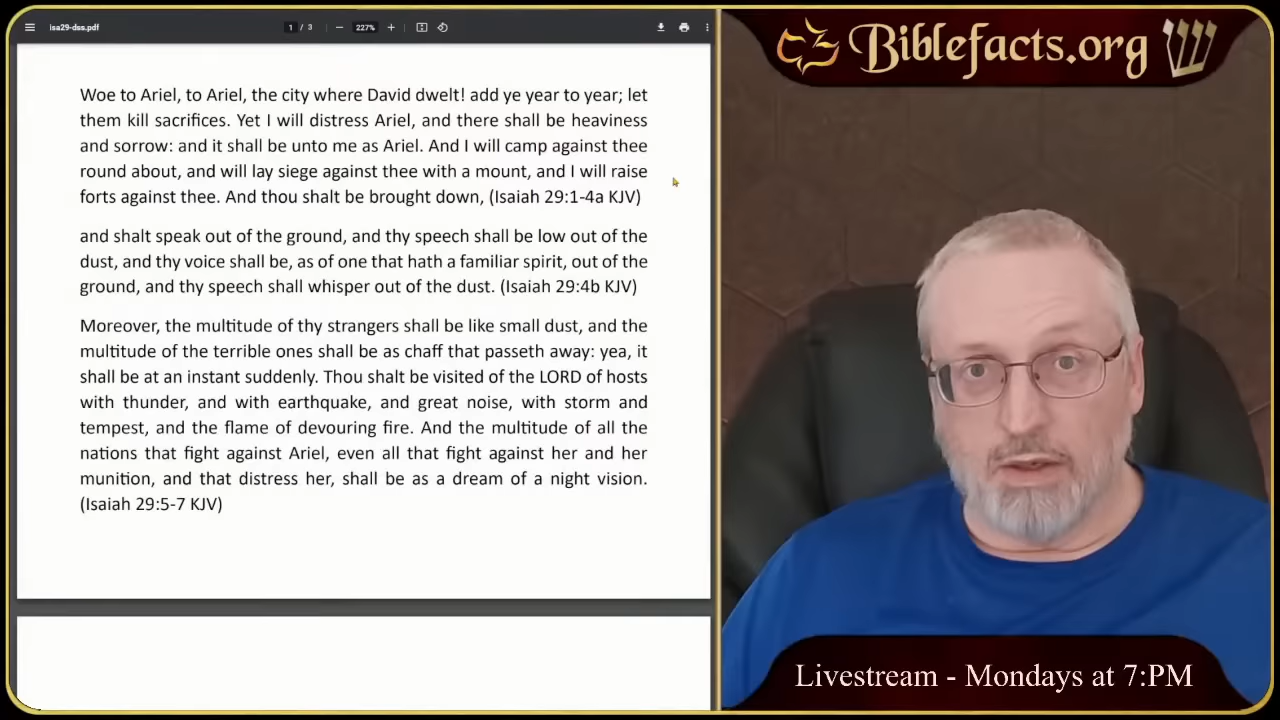 isa29-dss.pdf
1 / 3
227%
Woe to Ariel, to Ariel, the city where David dwelt! add ye year to year; let
them kill sacrifices. Yet I will distress Ariel, and there shall be heaviness
and sorrow: and it shall be unto me as Ariel. And I will camp against thee
round about, and will lay siege against thee with a mount, and I will raise
forts against thee. And thou shalt be brought down, (Isaiah 29:1-4a KJV)
and shalt speak out of the ground, and thy speech shall be low out of the
dust, and thy voice shall be, as of one that hath a familiar spirit, out of the
ground, and thy speech shall whisper out of the dust. (Isaiah 29:4b KJV)
Moreover, the multitude of thy strangers shall be like small dust, and the
multitude of the terrible ones shall be as chaff that passeth away: yea, it
shall be at an instant suddenly. Thou shalt be visited of the LORD of hosts
with thunder, and with earthquake, and great noise, with storm and
tempest, and the flame of devouring fire. And the multitude of all the
nations that fight against Ariel, even all that fight against her and her
munition, and that distress her, shall be as a dream of a night vision.
(Isaiah 29:5-7 KJV)
Biblefacts.org
Livestream - Mondays at 7:PM